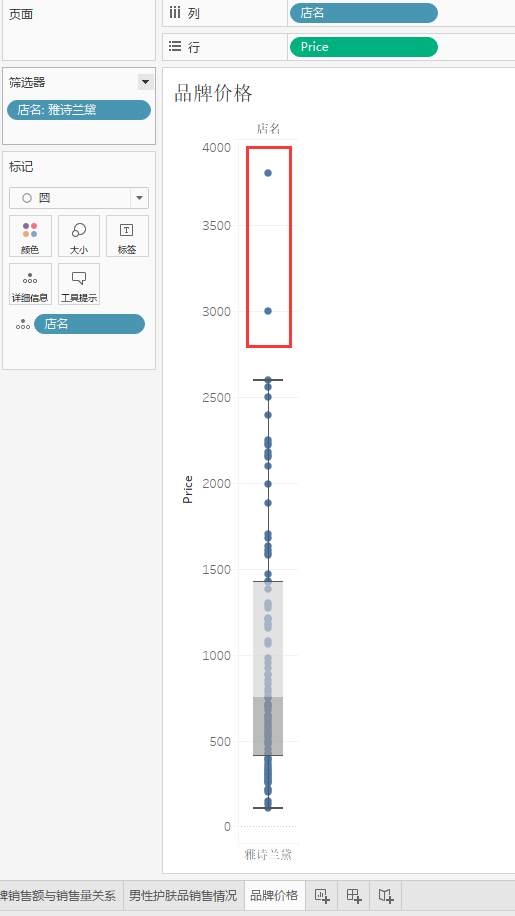 页面
列
店名
行
Price
筛选器
店名: 雅诗兰黛
标记
圆
颜色
大小
标签
详细信息
工具提示
店名
品牌价格
店名
4000
3500
3000
2500
2000
1500
1000
500
0
Price
雅诗兰黛
牌销售额与销售量关系
男性护肤品销售情况
品牌价格